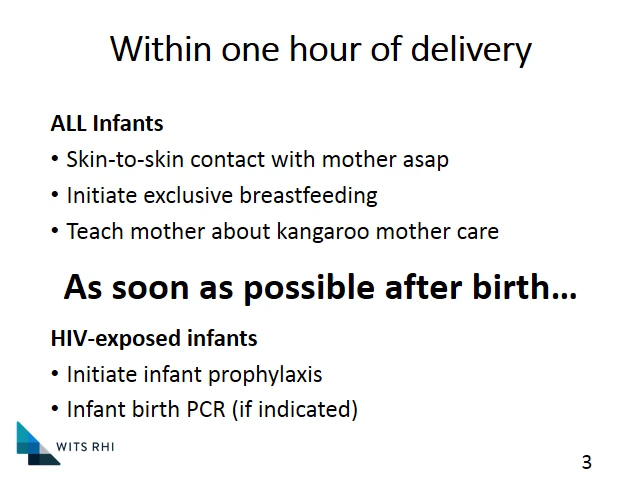 Within one hour of delivery
ALL Infants
• Skin-to-skin contact with mother asap
• Initiate exclusive breastfeeding
• Teach mother about kangaroo mother care
As soon as possible after birth…
HIV-exposed infants
• Initiate infant prophylaxis
• Infant birth PCR (if indicated)
WITS RHI
3